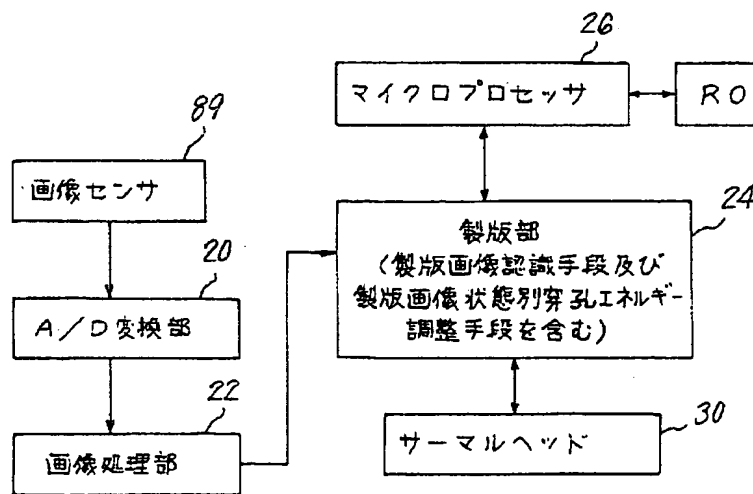 89
画像センサ
20
A/D変換部
22
画像処理部
26
マイクロプロセッサ
RO
24
製版部
(製版画像認識手段及び
製版画像状態別穿孔エネルギー
調整手段を含む)
30
サーマルヘッド